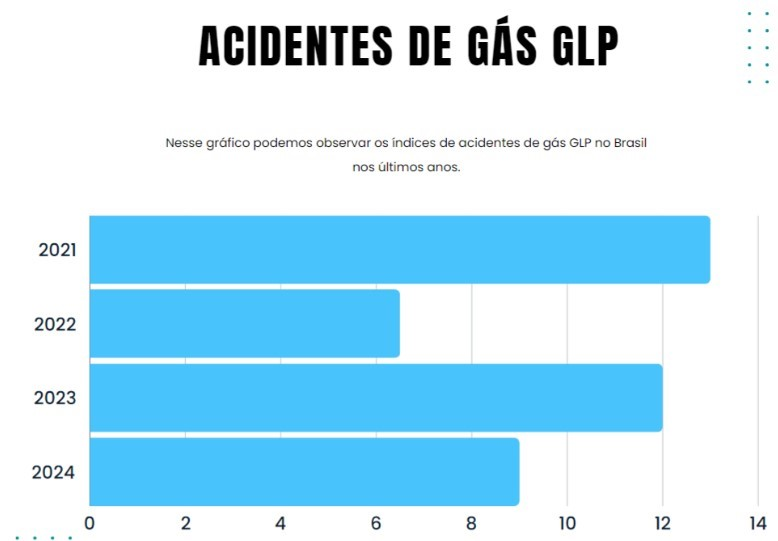 ACIDENTES DE GÁS GLP
Nesse gráfico podemos observar os índices de acidentes de gás GLP no Brasil
nos últimos anos.
2021
2022
2023
2024
0 2 4 6 8 10 12 14